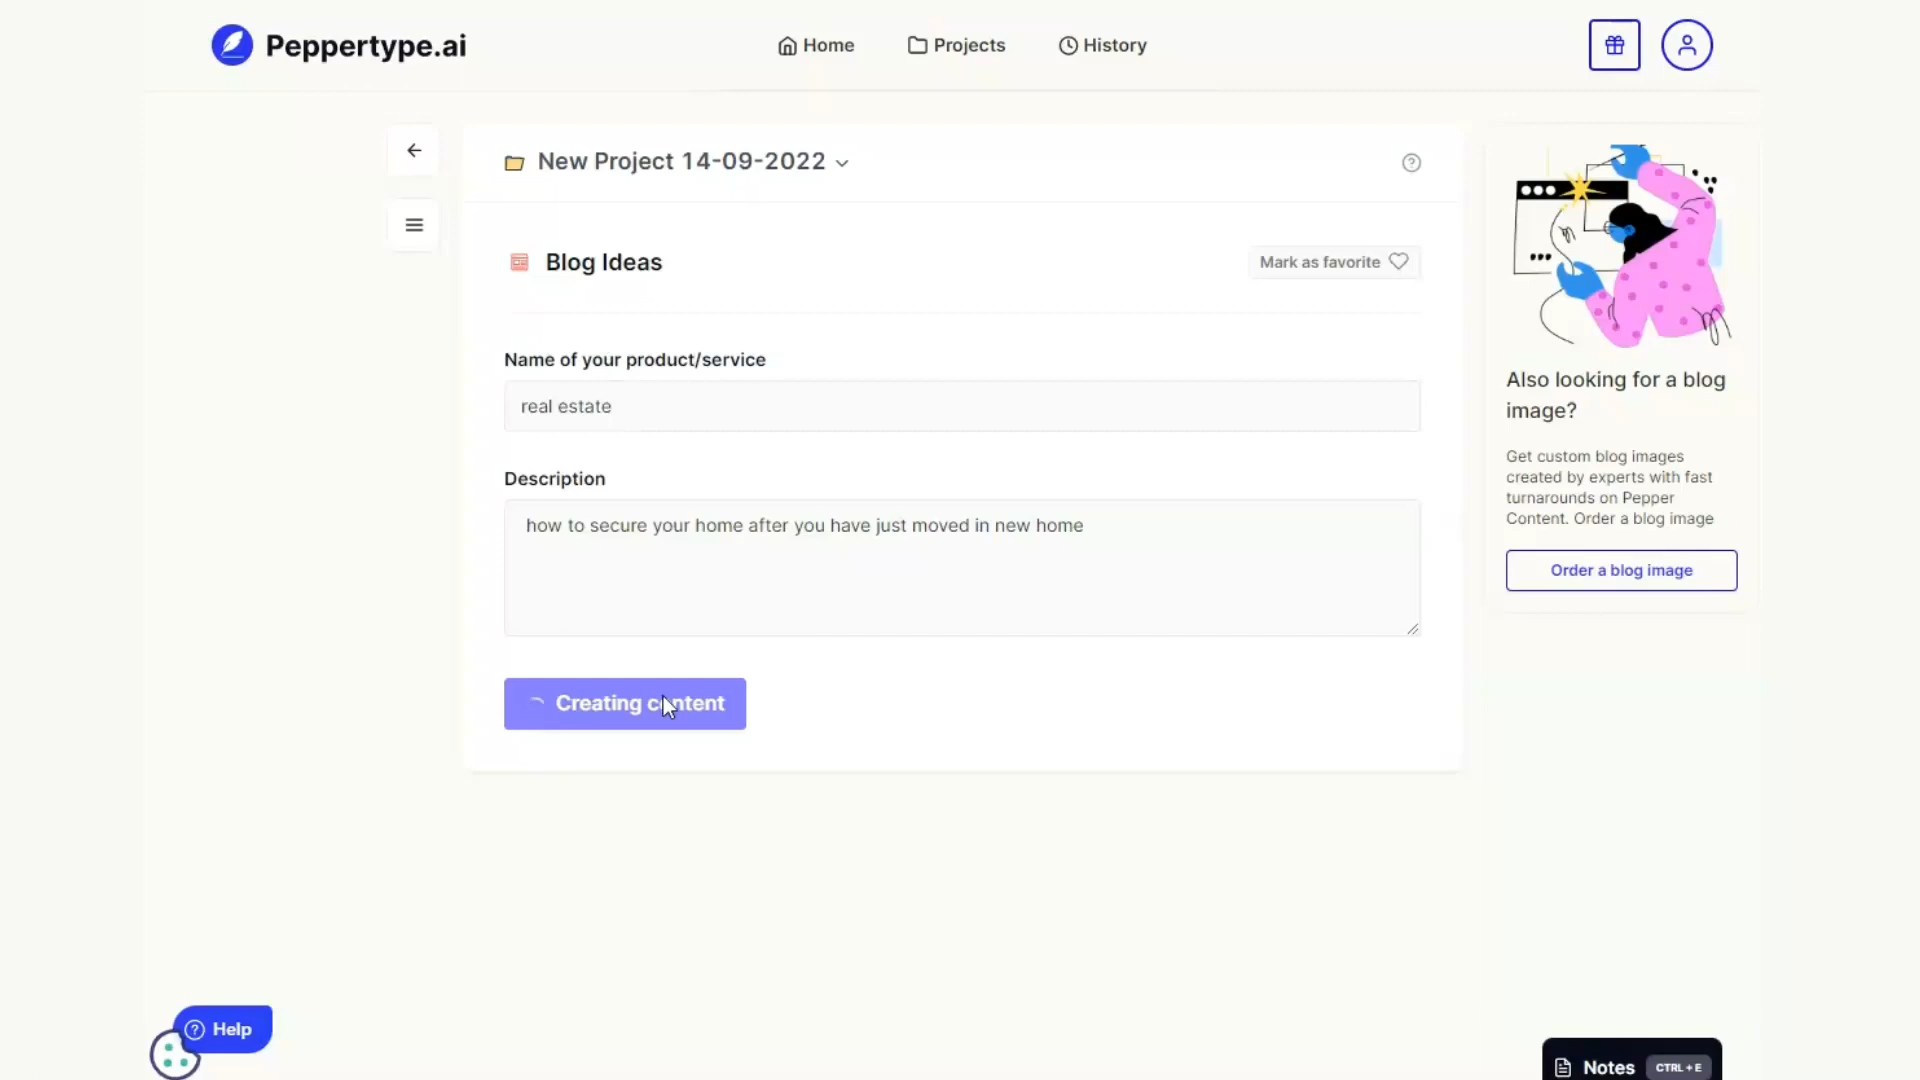 Peppertype.ai
Home
Projects
History
New Project 14-09-2022
Blog Ideas
Mark as favorite
Name of your product/service
real estate
Description
how to secure your home after you have just moved in new home
Creating content
Also looking for a blog
image?
Get custom blog images
created by experts with fast
turnarounds on Pepper
Content. Order a blog image
Order a blog image
Help
Notes CTRL + E